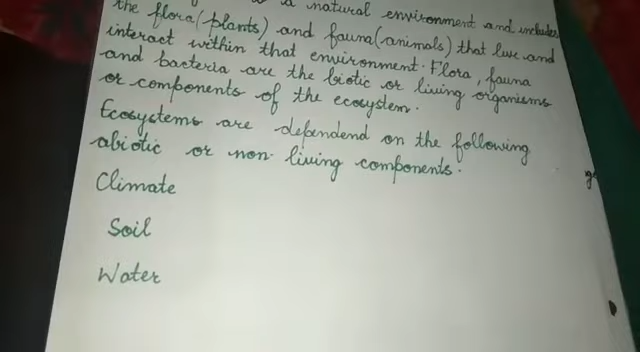 a natural environment and includes
the flora (plants) and fauna (animals) that live and
interact within that environment. Flora, fauna
and bacteria are the biotic or living organisms
or components of the ecosystem.
Ecosystems are dependend on the following
abiotic or non living components.
Climate
Soil
Water